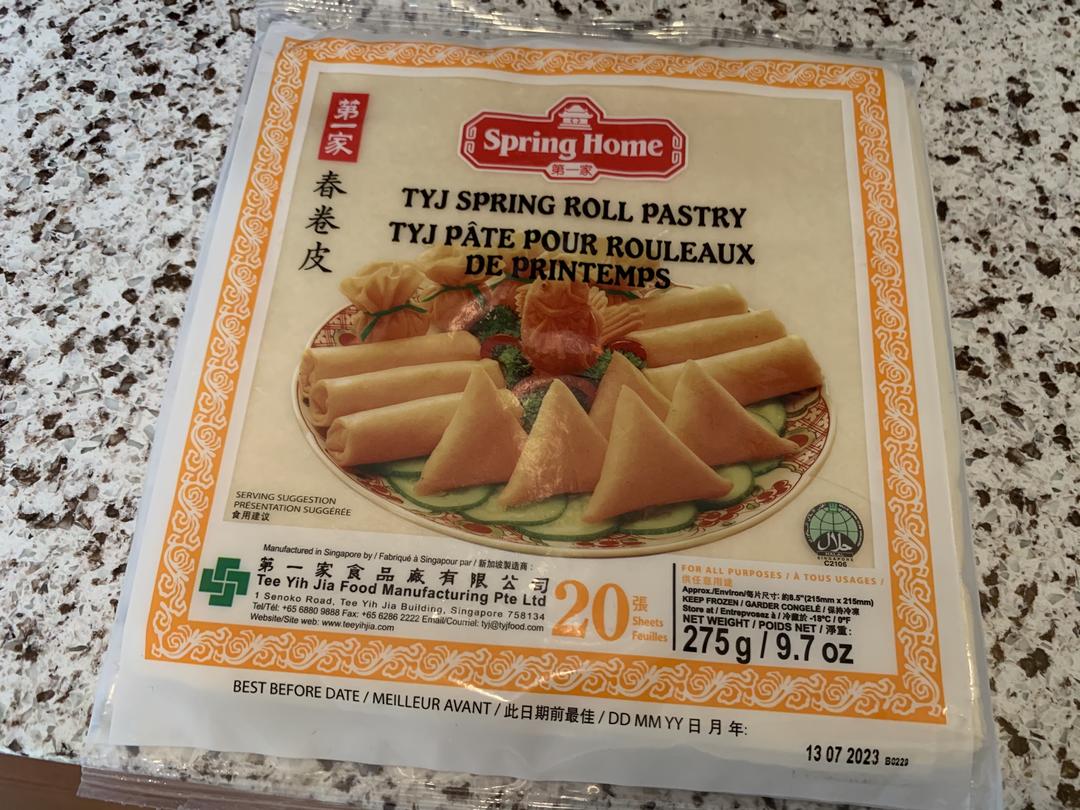 第一家
春卷皮
Spring Home
第一家
TYJ SPRING ROLL PASTRY
TYJ PÂTE POUR ROULEAUX
DE PRINTEMPS
SERVING SUGGESTION
PRÉSENTATION SUGGÉRÉE
食用建议
HALAL
SINGAPORE
C2106
Manufactured in Singapore by / Fabriqué à Singapour par / 新加坡製造商 :
第一家食品廠有限公司
Tee Yih Jia Food Manufacturing Pte Ltd
1 Senoko Road, Tee Yih Jia Building, Singapore 758134
Tel/Tél: +65 6880 9888 Fax: +65 6286 2222 Email/Courriel: tyj@tyjfood.com
Website/Site web: www.teeyihjia.com
20 張
Sheets
Feuilles
FOR ALL PURPOSES / À TOUS USAGES /
供任意用途
Approx./Environ/每片尺寸: 約8.5"(215mm x 215mm)
KEEP FROZEN / GARDER CONGELÉ / 保持冷凍
Store at / Entreposez à / 冷藏於 -18°C / 0°F
NET WEIGHT / POIDS NET / 淨重:
275 g / 9.7 oz
BEST BEFORE DATE / MEILLEUR AVANT / 此日期前最佳 / DD MM YY 日 月 年:
13 07 2023 B0229